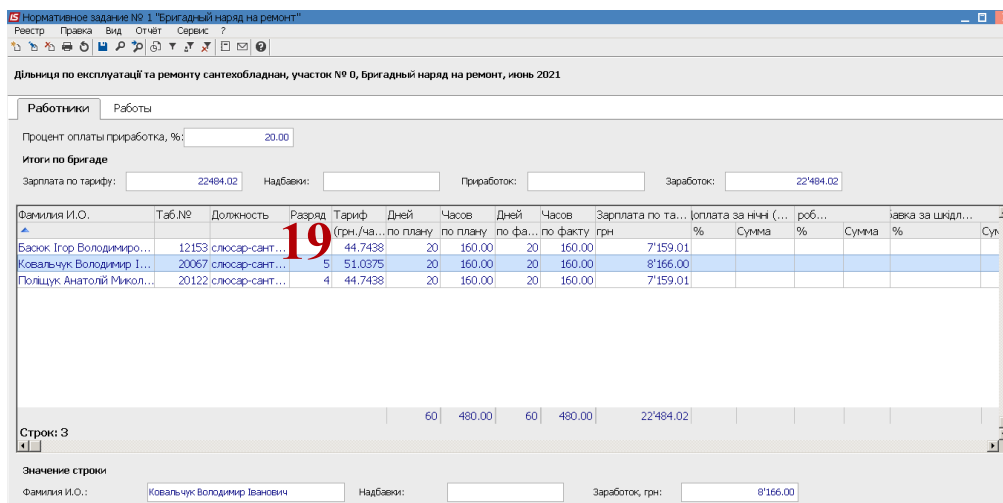 Нормативное задание № 1 "Бригадный наряд на ремонт"
Реестр Правка Вид Отчёт Сервис ?
Дільниця по експлуатації та ремонту сантехобладнан, участок № 0, Бригадный наряд на ремонт, июнь 2021
Работники Работы
Процент оплаты приработка, %: 20.00
Итоги по бригаде
Зарплата по тарифу: 22484.02 Надбавки: Приработок: Заработок: 22'484.02
Фамилия И.О. Таб.№ Должность Разряд Тариф Дней Часов Дней Часов Зарплата по та... оплата за нічні (... роб... авка за шкідл...
(грн./ча... по плану по плану по фа... по факту грн % Сумма % Сумма % Сум
19
Басюк Ігор Володимиро... 12153 слюсар-сант... 44.7438 20 160.00 20 160.00 7'159.01
Ковальчук Володимир І... 20067 слюсар-сант... 5 51.0375 20 160.00 20 160.00 8'166.00
Поліщук Анатолій Микол... 20122 слюсар-сант... 4 44.7438 20 160.00 20 160.00 7'159.01
60 480.00 60 480.00 22'484.02
Строк: 3
Значение строки
Фамилия И.О.: Ковальчук Володимир Іванович Надбавки: Заработок, грн: 8'166.00